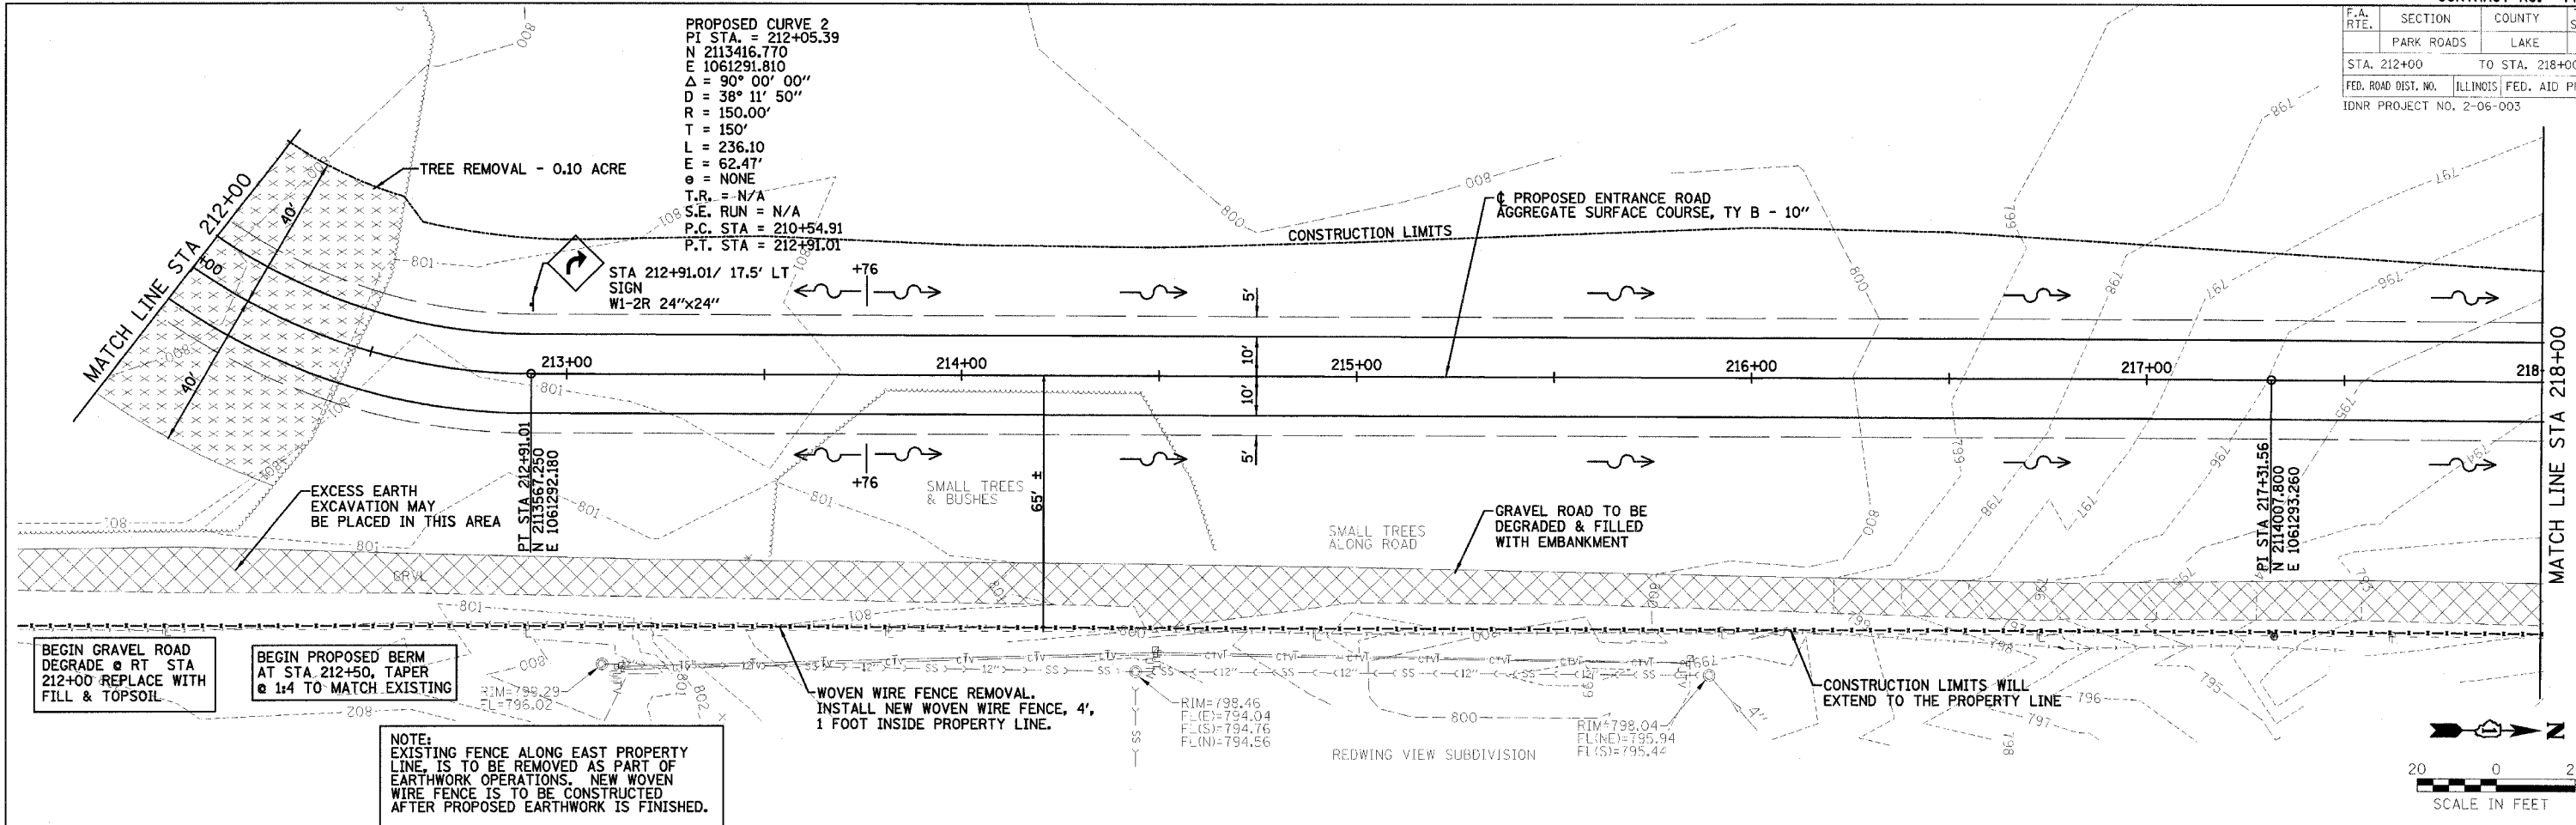 F.A. RTE. SECTION COUNTY
PARK ROADS LAKE
STA. 212+00 TO STA. 218+00
FED. ROAD DIST. NO. ILLINOIS FED. AID
IDNR PROJECT NO. 2-06-003
PROPOSED CURVE 2
PI STA. = 212+05.39
N 2113416.770
E 1061291.810
Δ = 90° 00' 00"
D = 38° 11' 50"
R = 150.00'
T = 150'
L = 236.10
E = 62.47'
e = NONE
T.R. = N/A
S.E. RUN = N/A
P.C. STA = 210+54.91
P.T. STA = 212+91.01
TREE REMOVAL - 0.10 ACRE
MATCH LINE STA 212+00
40'
40'
+00
STA 212+91.01/ 17.5' LT
SIGN
W1-2R 24"x24"
+76
+76
℄ PROPOSED ENTRANCE ROAD
AGGREGATE SURFACE COURSE, TY B - 10"
CONSTRUCTION LIMITS
5'
10'
10'
5'
213+00
214+00
215+00
216+00
217+00
218
65' ±
PT STA 212+91.01
N 2113567.250
E 1061292.180
PI STA 217+31.56
N 2114007.800
E 1061293.260
MATCH LINE STA 218+00
EXCESS EARTH
EXCAVATION MAY
BE PLACED IN THIS AREA
SMALL TREES
& BUSHES
SMALL TREES
ALONG ROAD
GRAVEL ROAD TO BE
DEGRADED & FILLED
WITH EMBANKMENT
GRVL
BEGIN GRAVEL ROAD
DEGRADE @ RT STA
212+00 REPLACE WITH
FILL & TOPSOIL
BEGIN PROPOSED BERM
AT STA 212+50, TAPER
@ 1:4 TO MATCH EXISTING
RIM=799.29
FL=796.02
WOVEN WIRE FENCE REMOVAL.
INSTALL NEW WOVEN WIRE FENCE, 4',
1 FOOT INSIDE PROPERTY LINE.
RIM=798.46
FL(E)=794.04
FL(S)=794.76
FL(N)=794.56
REDWING VIEW SUBDIVISION
RIM=798.04
FL(NE)=795.94
FL(S)=795.44
4"
CONSTRUCTION LIMITS WILL
EXTEND TO THE PROPERTY LINE
NOTE:
EXISTING FENCE ALONG EAST PROPERTY
LINE, IS TO BE REMOVED AS PART OF
EARTHWORK OPERATIONS. NEW WOVEN
WIRE FENCE IS TO BE CONSTRUCTED
AFTER PROPOSED EARTHWORK IS FINISHED.
N
20 0
SCALE IN FEET